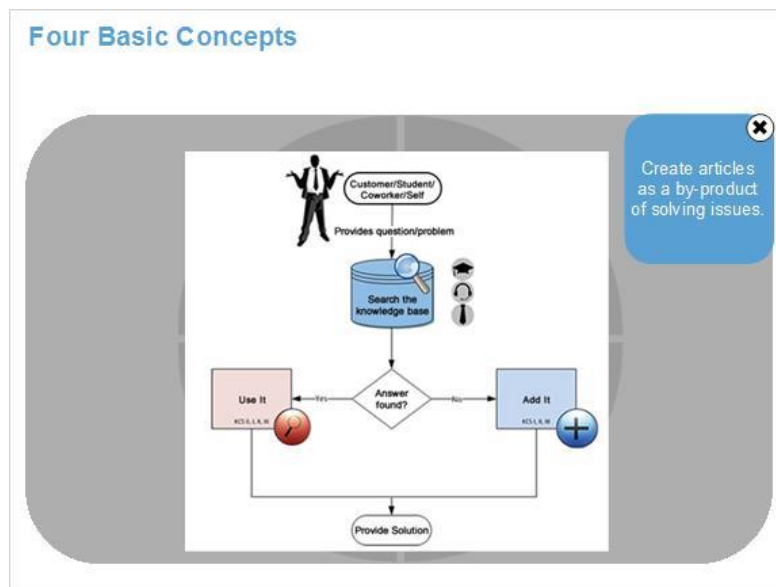 Four Basic Concepts
Create articles
as a by-product
of solving issues.
Customer/Student/
Coworker/Self
Provides question/problem
Search the
knowledge base
Answer
found?
Yes
No
Use It
Add It
KCS I, R, W
Provide Solution